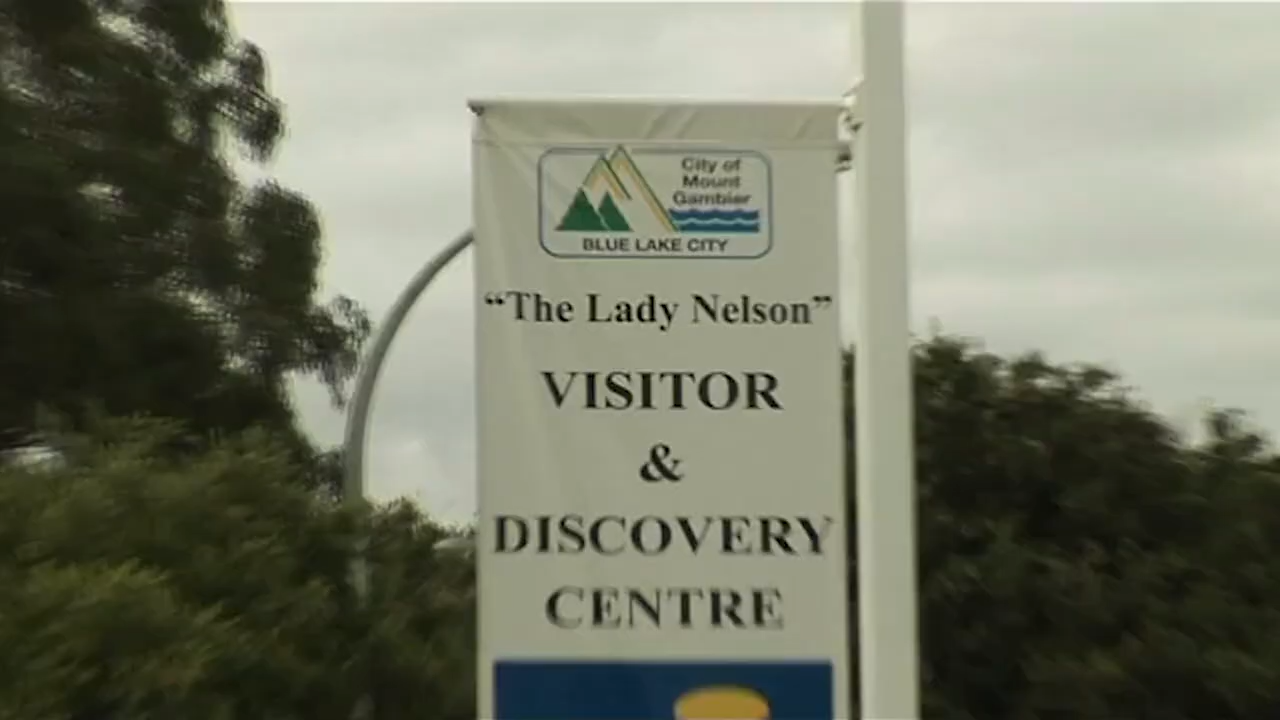 City of
Mount
Gambier
BLUE LAKE CITY
“The Lady Nelson”
VISITOR
&
DISCOVERY
CENTRE